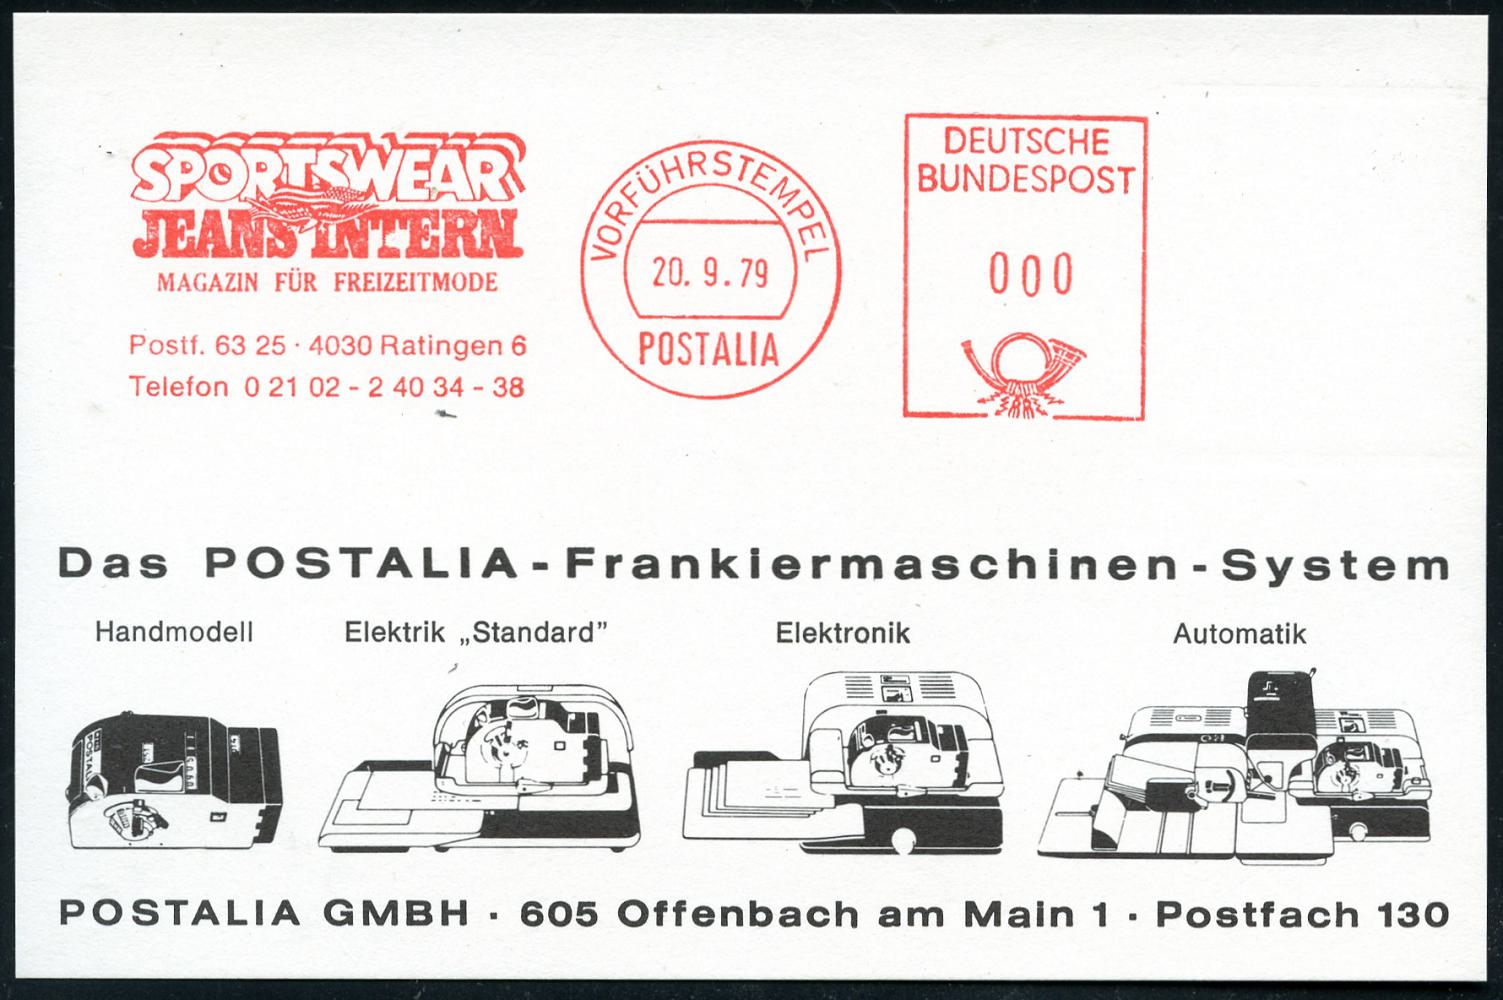 SPORTSWEAR
JEANS INTERN
MAGAZIN FÜR FREIZEITMODE
Postf. 63 25 · 4030 Ratingen 6
Telefon 0 21 02 - 2 40 34 - 38
VORFÜHRSTEMPEL
20. 9. 79
POSTALIA
DEUTSCHE
BUNDESPOST
000
Das POSTALIA-Frankiermaschinen-System
Handmodell
Elektrik „Standard”
Elektronik
Automatik
POSTALIA
POSTALIA GMBH · 605 Offenbach am Main 1 · Postfach 130